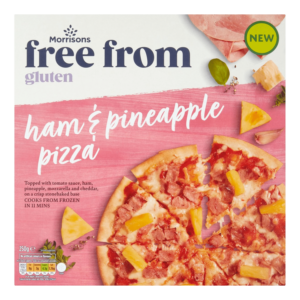 Morrisons
free from
gluten
NEW
ham & pineapple
pizza
Topped with tomato sauce, ham,
pineapple, mozzarella and cheddar,
on a crisp stonebaked base
COOKS FROM FROZEN
IN 11 MINS